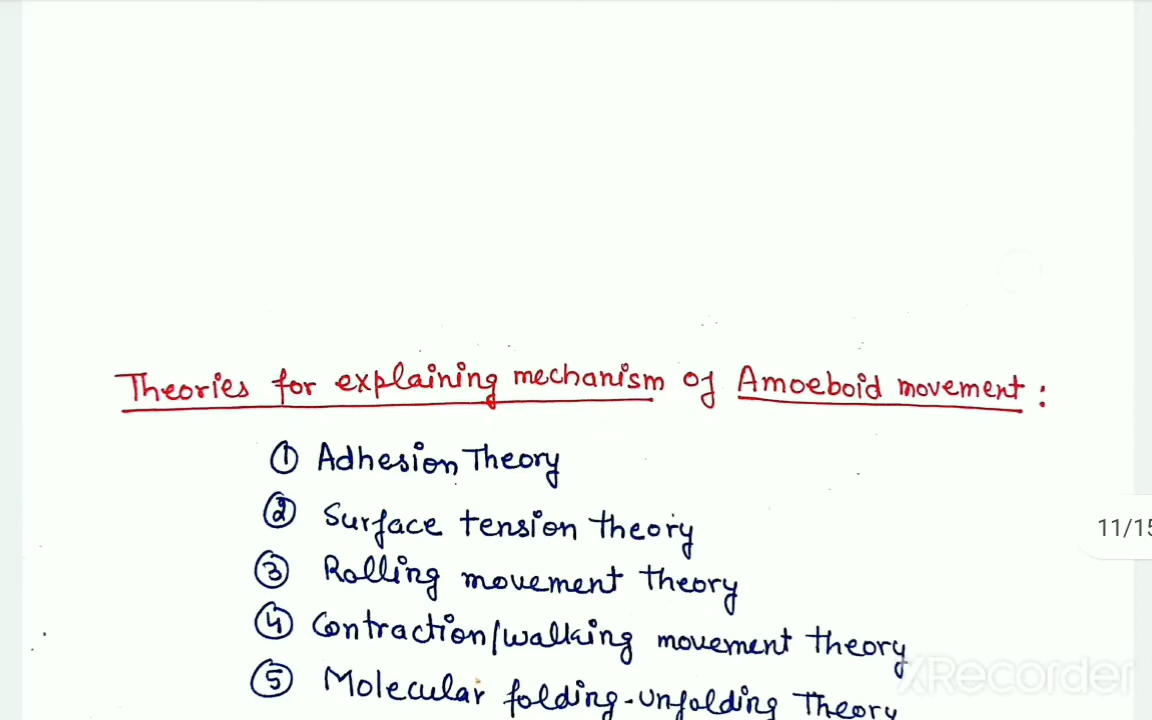 Theories for explaining mechanism of Amoeboid movement :
① Adhesion Theory
② Surface tension theory
11/15
③ Rolling movement theory
④ Contraction/walking movement theory
⑤ Molecular folding-unfolding Theory
XRecorder